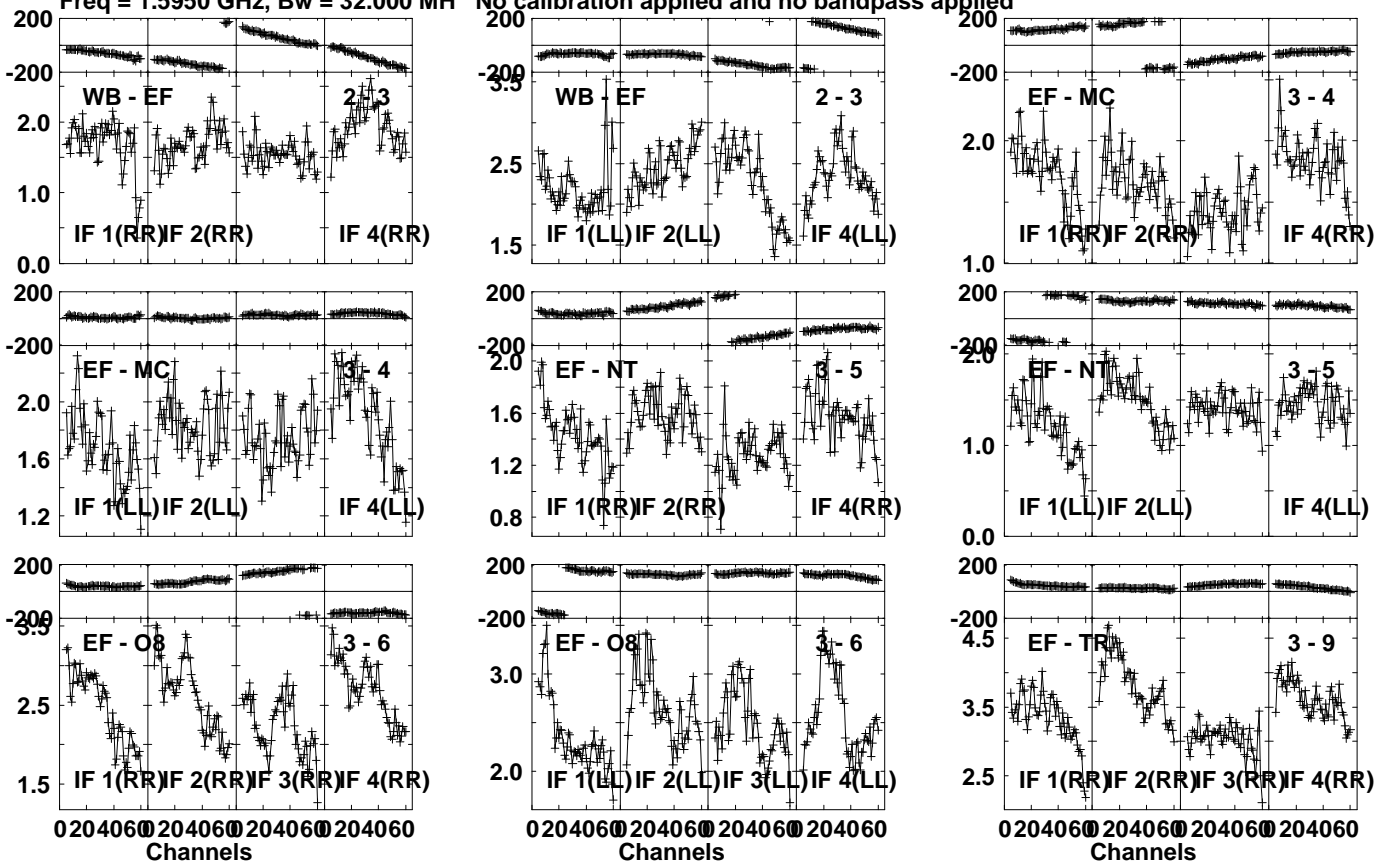 Freq = 1.5950 GHz, Bw = 32.000 MH No calibration applied and no bandpass applied
200 200 200
-200 -200 -200
WB - EF 2 - 3 WB - EF 2 - 3 EF - MC 3 - 4
3.5
2.0 2.0
2.5
1.0
1.5
IF 1(RR) IF 2(RR) IF 4(RR) IF 1(LL) IF 2(LL) IF 4(LL) IF 1(RR) IF 2(RR) IF 4(RR)
0.0 1.0
200 200 200
-200 -200 -200
2.0 2.0
EF - MC 3 - 4 EF - NT 3 - 5 EF - NT 3 - 5
2.0 1.6
1.6 1.2 1.0
1.2 0.8
IF 1(LL) IF 2(LL) IF 4(LL) IF 1(RR) IF 2(RR) IF 4(RR) IF 1(LL) IF 2(LL) IF 4(LL)
0.0
200 200 200
-200 -200 -200
3.5
EF - O8 3 - 6 EF - O8 3 - 6 EF - TR 3 - 9
4.5
3.0
2.5 3.5
1.5 2.0 2.5
IF 1(RR) IF 2(RR) IF 3(RR) IF 4(RR) IF 1(LL) IF 2(LL) IF 3(LL) IF 4(LL) IF 1(RR) IF 2(RR) IF 3(RR) IF 4(RR)
0 20 40 60 0 20 40 60 0 20 40 60 0 20 40 60 0 20 40 60 0 20 40 60 0 20 40 60 0 20 40 60 0 20 40 60 0 20 40 60 0 20 40 60 0 20 40 60
Channels Channels Channels